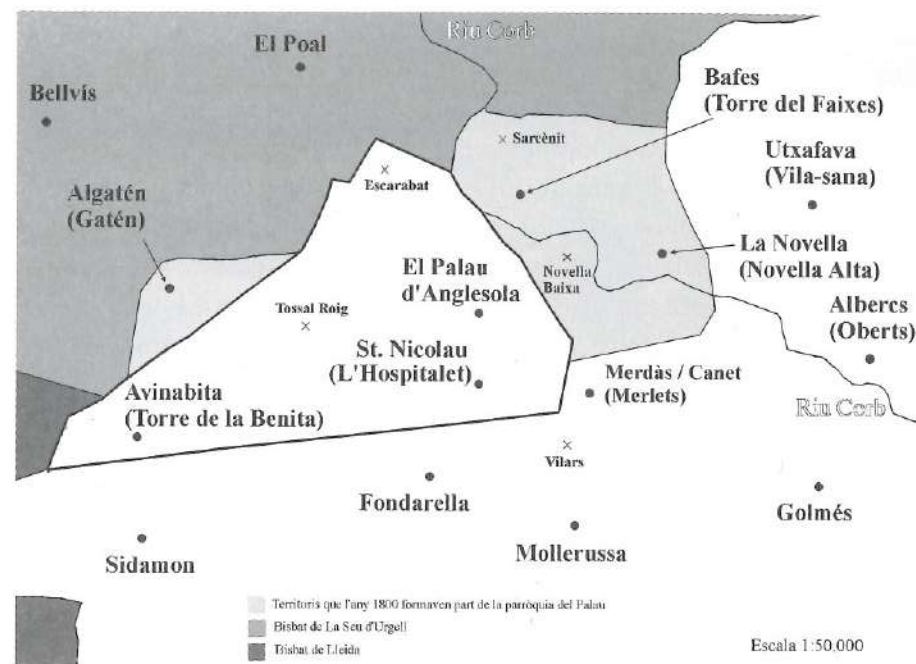 Riu Corb
El Poal
Bellvís
Bafes
(Torre del Faixes)
Sarcènit
Utxafava
(Vila-sana)
Escarabat
Algatén
(Gatén)
La Novella
(Novella Alta)
El Palau
d'Anglesola
Novella
Baixa
Tossal Roig
Albercs
(Oberts)
St. Nicolau
(L'Hospitalet)
Avinabita
(Torre de la Benita)
Merdàs / Canet
(Merlets)
Riu Corb
Vilars
Fondarella
Golmés
Mollerussa
Sidamon
Territoris que l'any 1800 formaven part de la parròquia del Palau
Bisbat de La Seu d'Urgell
Bisbat de Lleida
Escala 1:50.000